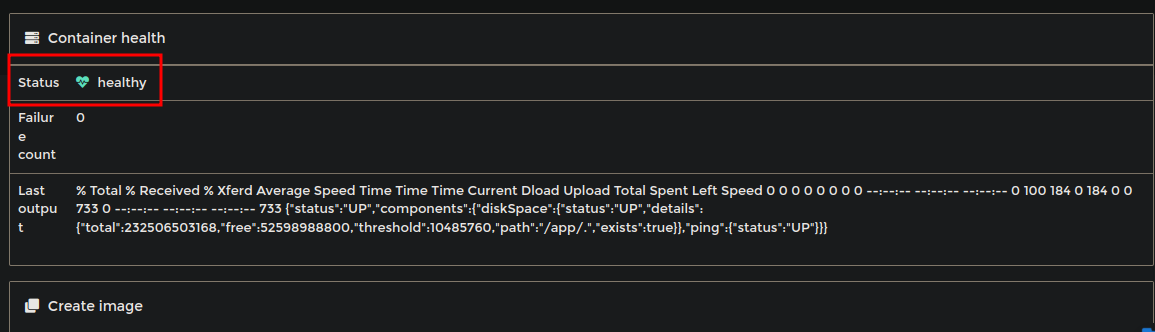 Container health
Status healthy
Failur 0
e
count
Last % Total % Received % Xferd Average Speed Time Time Time Current Dload Upload Total Spent Left Speed 0 0 0 0 0 0 0 0 --:--:-- --:--:-- --:--:-- 0 100 184 0 184 0 0
outpu 733 0 --:--:-- --:--:-- --:--:-- 733 {"status":"UP","components":{"diskSpace":{"status":"UP","details":
t {"total":232506503168,"free":52598988800,"threshold":10485760,"path":"/app/.","exists":true}},"ping":{"status":"UP"}}}
Create image